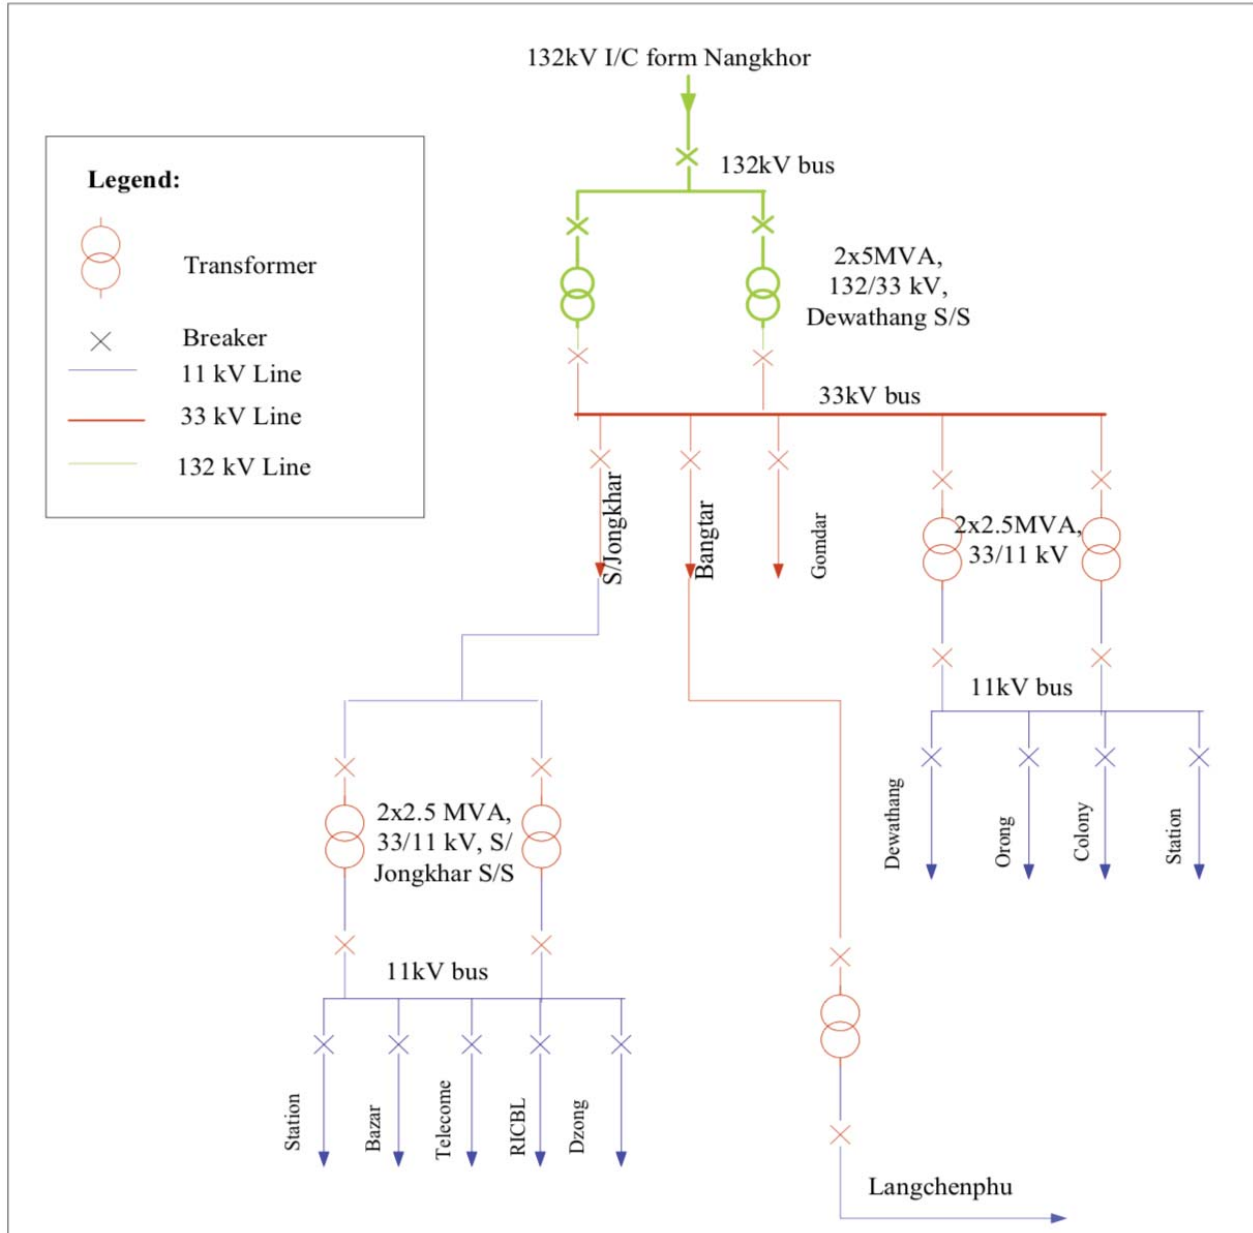 132kV I/C form Nangkhor
132kV bus
Legend:
Transformer
Breaker
11 kV Line
33 kV Line
132 kV Line
2x5MVA,
132/33 kV,
Dewathang S/S
33kV bus
S/Jongkhar
Bangtar
Gomdar
2x2.5MVA,
33/11 kV
11kV bus
Dewathang
Orong
Colony
Station
2x2.5 MVA,
33/11 kV, S/
Jongkhar S/S
11kV bus
Station
Bazar
Telecome
RICBL
Dzong
Langchenphu